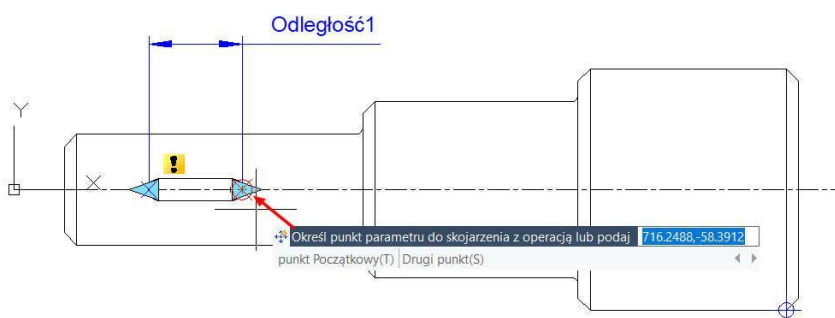 Odległość1
Y
X
!
Określ punkt parametru do skojarzenia z operacją lub podaj 716.2488,-58.3912
punkt Początkowy(T) Drugi punkt(S)